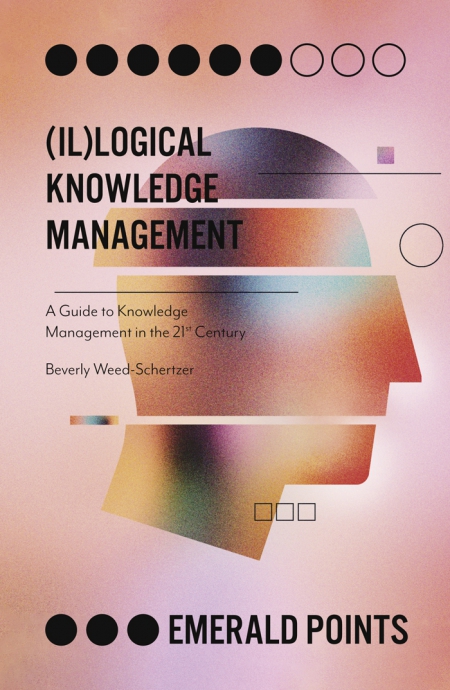 (IL)LOGICAL
KNOWLEDGE
MANAGEMENT
A Guide to Knowledge
Management in the 21st Century
Beverly Weed-Schertzer
EMERALD POINTS